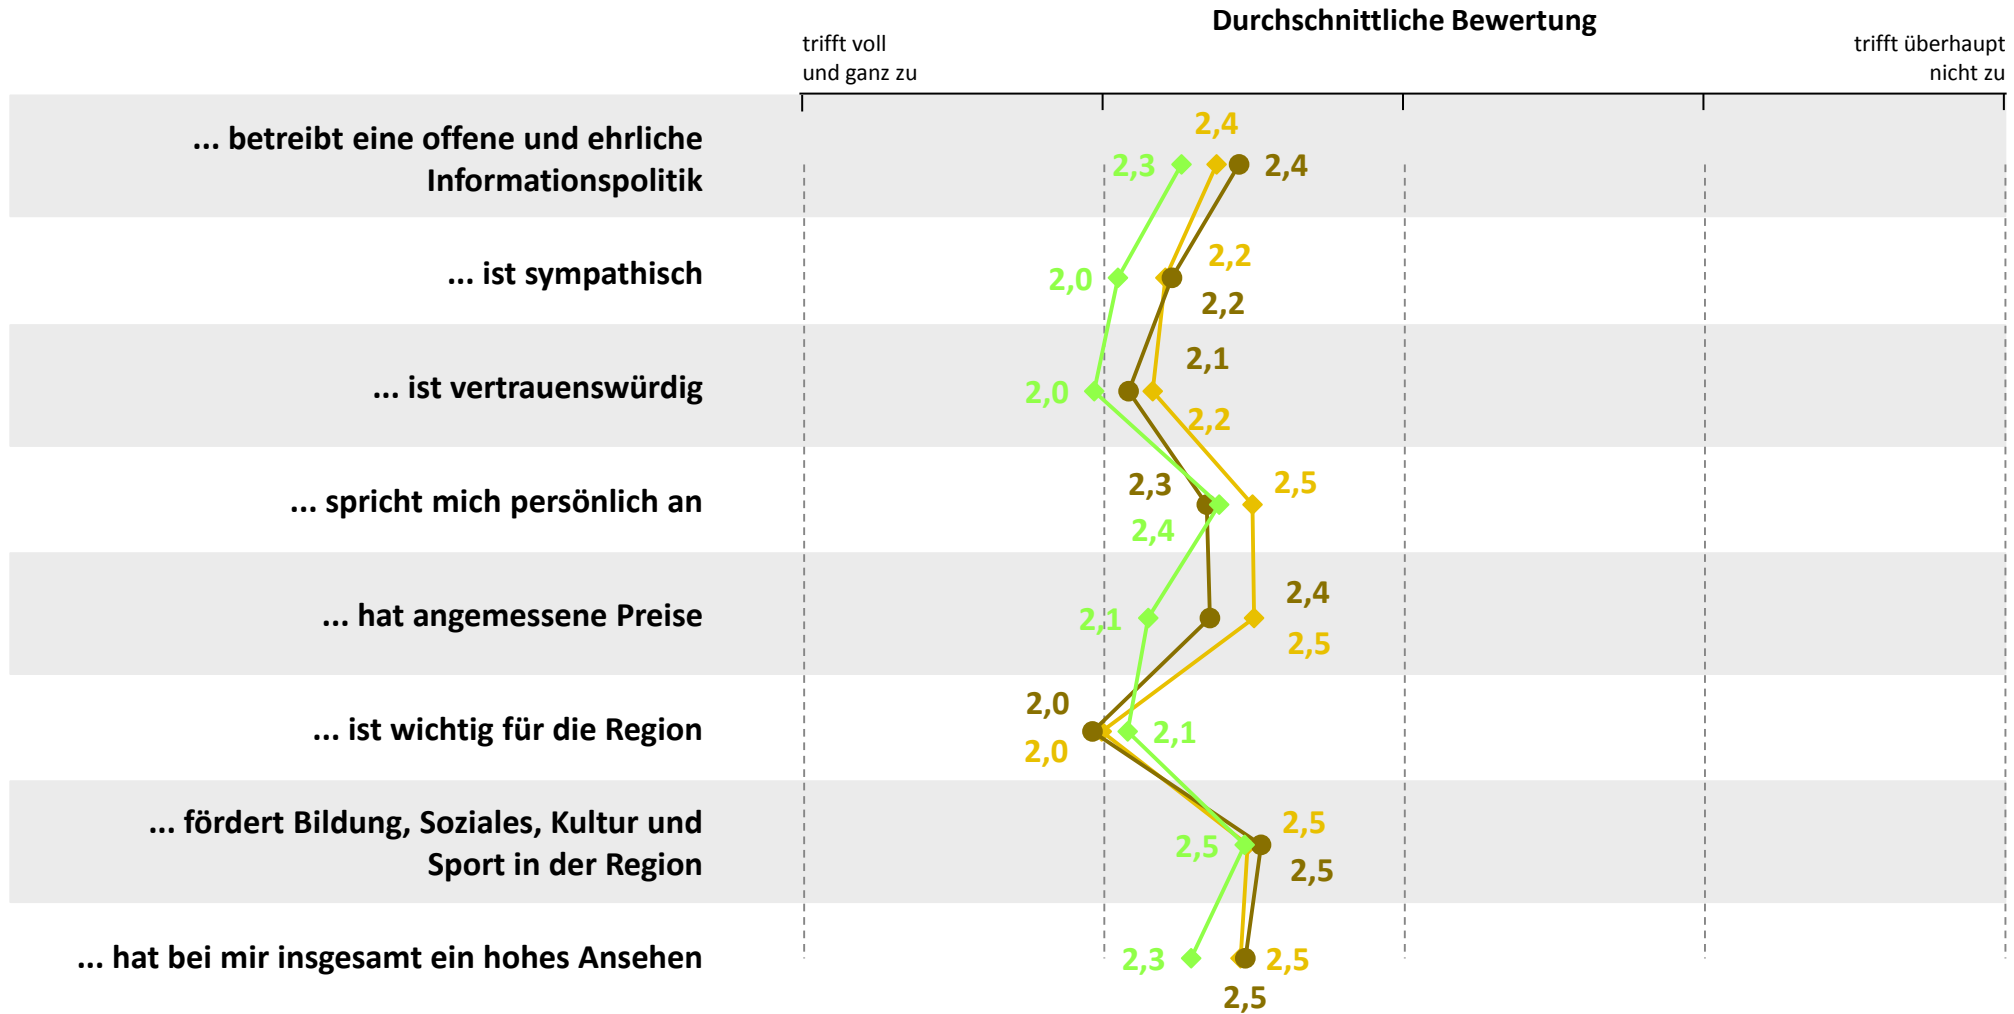 Durchschnittliche Bewertung
trifft voll
und ganz zu
trifft überhaupt
nicht zu
... betreibt eine offene und ehrliche
Informationspolitik
2,3
2,4
2,4
... ist sympathisch
2,0
2,2
2,2
... ist vertrauenswürdig
2,0
2,1
2,2
... spricht mich persönlich an
2,3
2,4
2,5
... hat angemessene Preise
2,1
2,4
2,5
... ist wichtig für die Region
2,0
2,0
2,1
... fördert Bildung, Soziales, Kultur und
Sport in der Region
2,5
2,5
2,5
... hat bei mir insgesamt ein hohes Ansehen
2,3
2,5
2,5